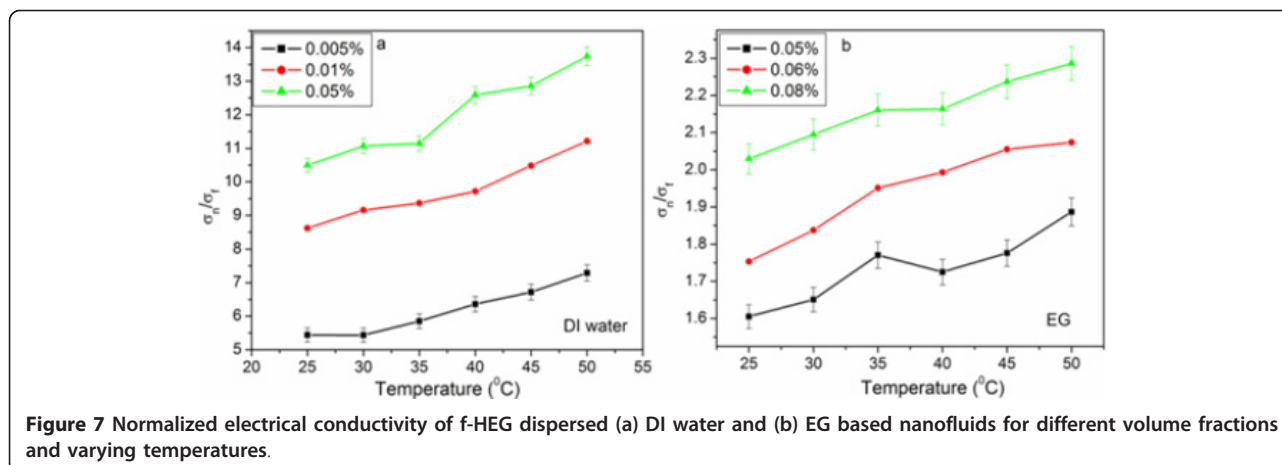 a
0.005%
0.01%
0.05%
14
13
12
11
10
9
8
7
6
5
σn/σf
DI water
20 25 30 35 40 45 50 55
Temperature (⁰C)
b
0.05%
0.06%
0.08%
2.3
2.2
2.1
2.0
1.9
1.8
1.7
1.6
σn/σf
EG
25 30 35 40 45 50
Temperature (⁰C)
Figure 7 Normalized electrical conductivity of f-HEG dispersed (a) DI water and (b) EG based nanofluids for different volume fractions
and varying temperatures.